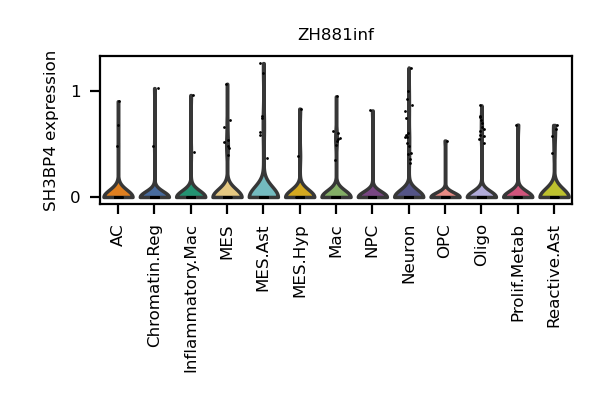 ZH881inf
SH3BP4 expression
1
0
AC
Chromatin.Reg
Inflammatory.Mac
MES
MES.Ast
MES.Hyp
Mac
NPC
Neuron
OPC
Oligo
Prolif.Metab
Reactive.Ast